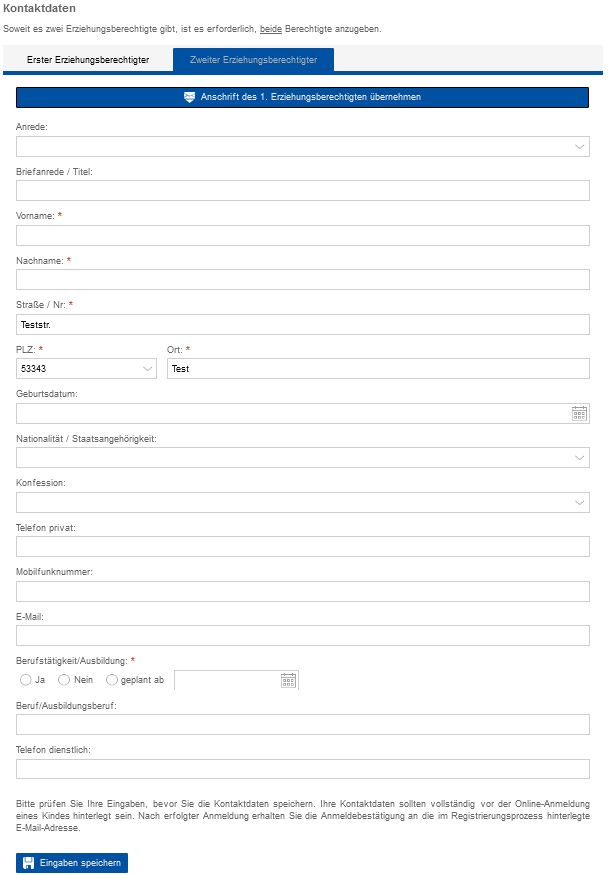 Kontaktdaten
Soweit es zwei Erziehungsberechtigte gibt, ist es erforderlich, beide Berechtigte anzugeben.
Erster Erziehungsberechtigter Zweiter Erziehungsberechtigter
Anschrift des 1. Erziehungsberechtigten übernehmen
Anrede:
Briefanrede / Titel:
Vorname: *
Nachname: *
Straße / Nr: *
Teststr.
PLZ: * Ort: *
53343 Test
Geburtsdatum:
Nationalität / Staatsangehörigkeit:
Konfession:
Telefon privat:
Mobilfunknummer:
E-Mail:
Berufstätigkeit/Ausbildung: *
Ja Nein geplant ab
Beruf/Ausbildungsberuf:
Telefon dienstlich:
Bitte prüfen Sie Ihre Eingaben, bevor Sie die Kontaktdaten speichern. Ihre Kontaktdaten sollten vollständig vor der Online-Anmeldung
eines Kindes hinterlegt sein. Nach erfolgter Anmeldung erhalten Sie die Anmeldebestätigung an die im Registrierungsprozess hinterlegte
E-Mail-Adresse.
Eingaben speichern